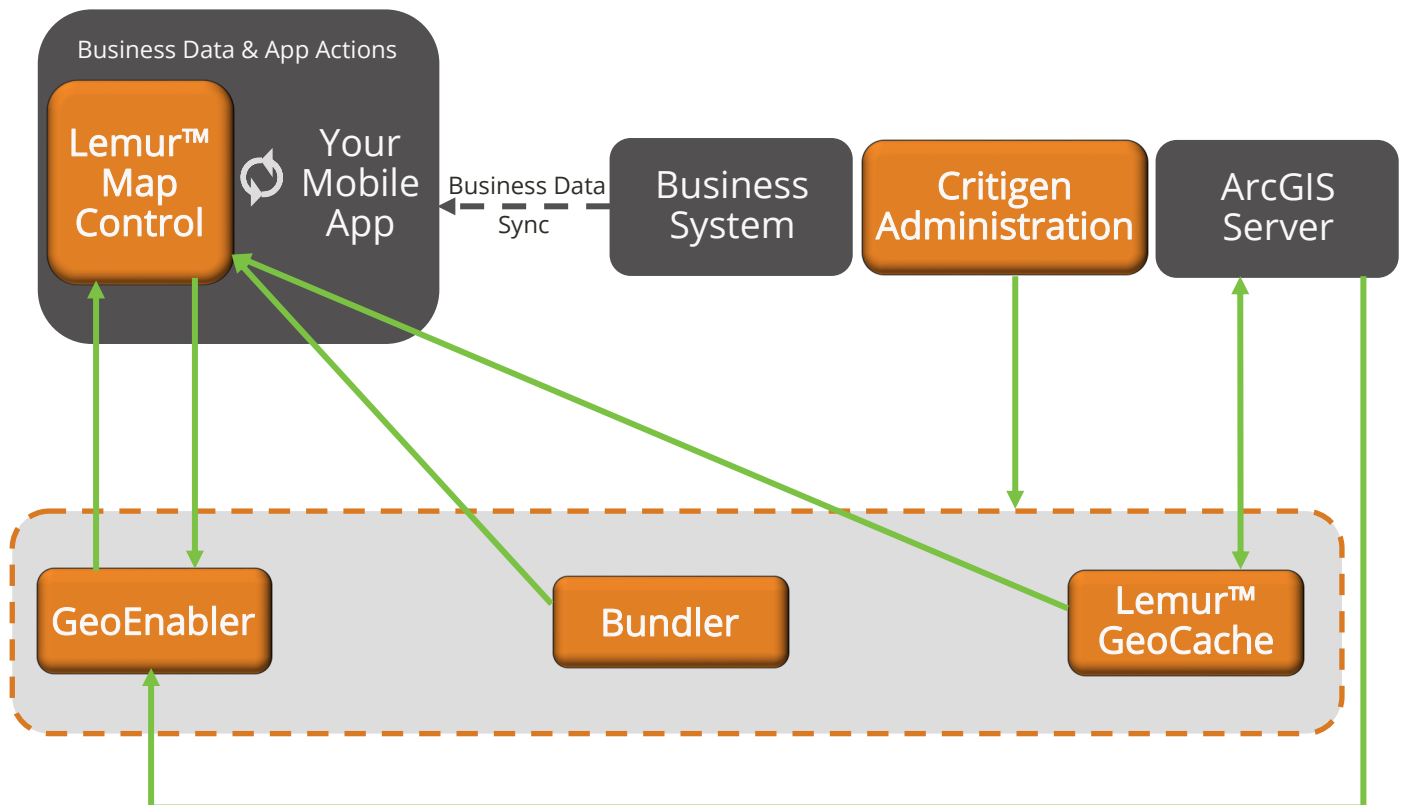 Business Data & App Actions
Lemur™
Map
Control
Your
Mobile
App
Business Data
Sync
Business
System
Critigen
Administration
ArcGIS
Server
GeoEnabler
Bundler
Lemur™
GeoCache